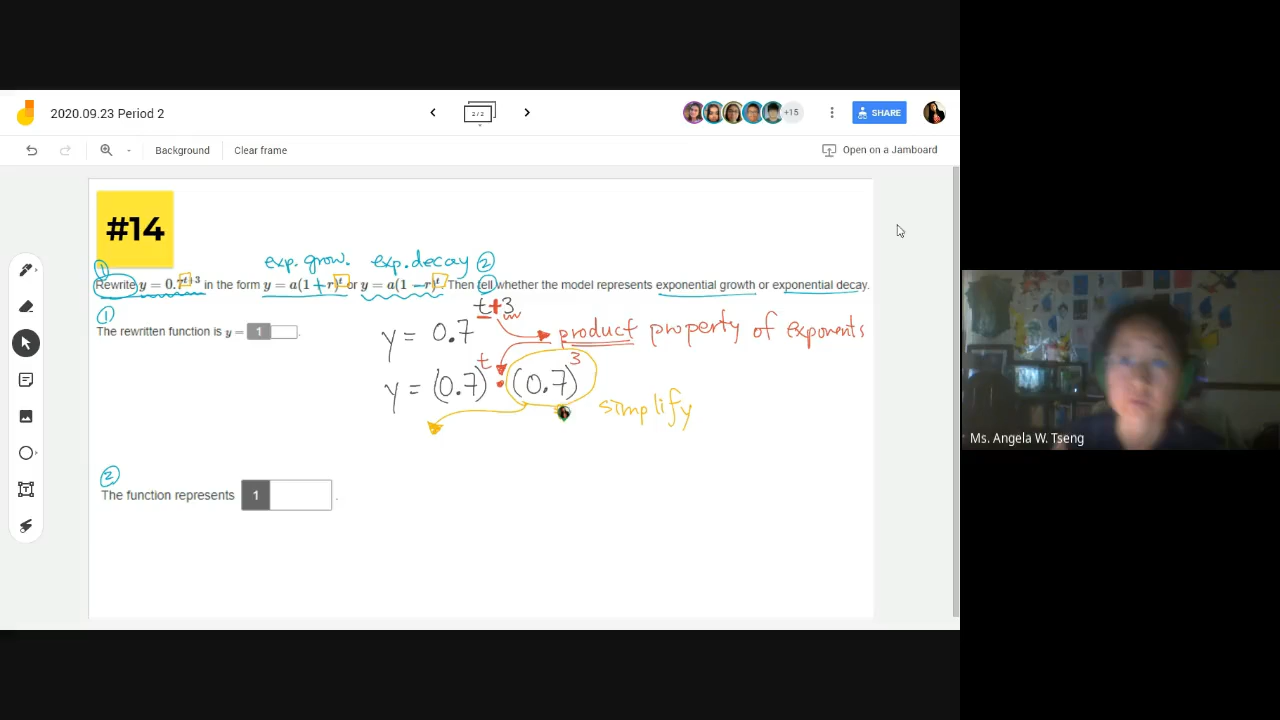 2020.09.23 Period 2
2 / 2
+15
SHARE
Background
Clear frame
Open on a Jamboard
#14
exp. grow. exp. decay ②
①
Rewrite y = 0.7^{t+3} in the form y = a(1 + r)^t or y = a(1 − r)^t. Then tell whether the model represents exponential growth or exponential decay.
①
The rewritten function is y = 1 .
y = 0.7^{t+3}
product property of exponents
y = (0.7)^t • (0.7)^3
simplify
②
The function represents 1 .
Ms. Angela W. Tseng